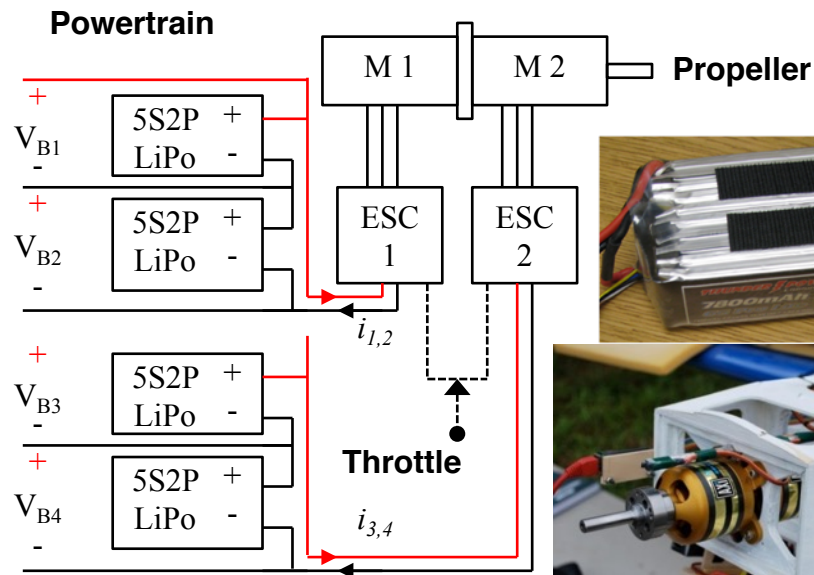 Powertrain
M 1
M 2
Propeller
+
V_B1
-
5S2P +
LiPo -
+
V_B2
-
5S2P +
LiPo -
ESC
1
ESC
2
i_1,2
7800mAh
+
V_B3
-
5S2P +
LiPo -
+
V_B4
-
5S2P +
LiPo -
Throttle
i_3,4
AXI